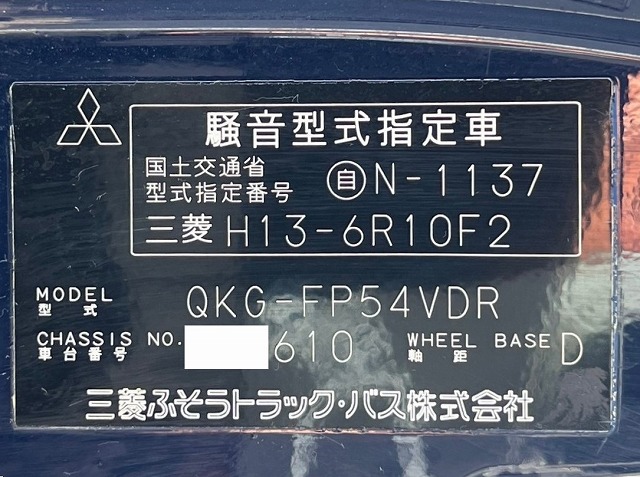 騒音型式指定車
国土交通省
型式指定番号 自N-1137
三菱 H13-6R10F2
MODEL QKG-FP54VDR
型式
CHASSIS NO. 610 WHEEL BASE D
車台番号 軸距
三菱ふそうトラック・バス株式会社